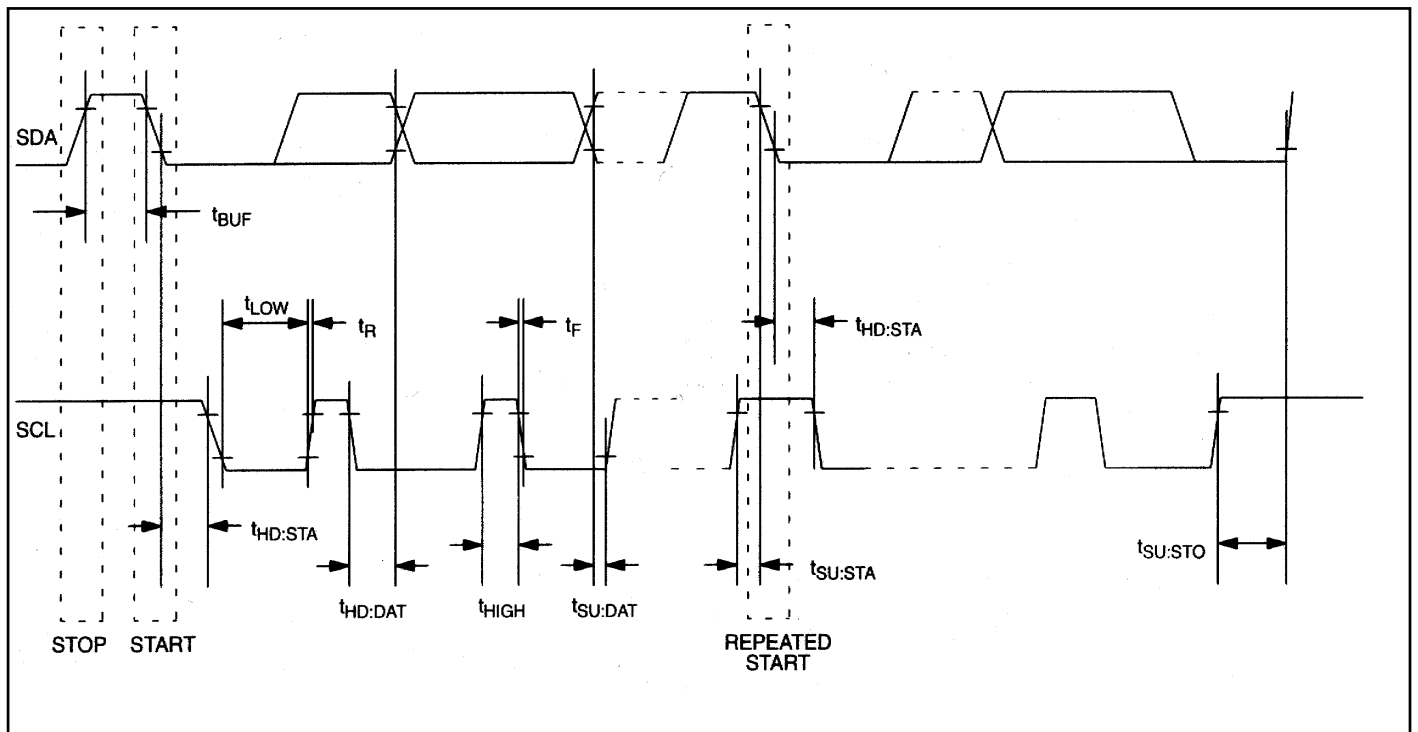 SDA
tBUF
tLOW
tR
tF
tHD:STA
SCL
tHD:STA
tSU:STO
tSU:STA
tHD:DAT
tHIGH
tSU:DAT
STOP
START
REPEATED
START